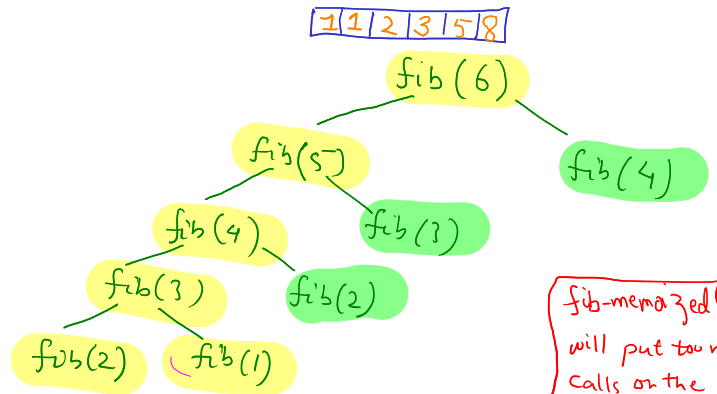 1 1 2 3 5 8
fib(6)
fib(5)
fib(4)
fib(4)
fib(3)
fib(3)
fib(2)
fib(2)
fib(1)
fib-memoized
will put too
calls on the